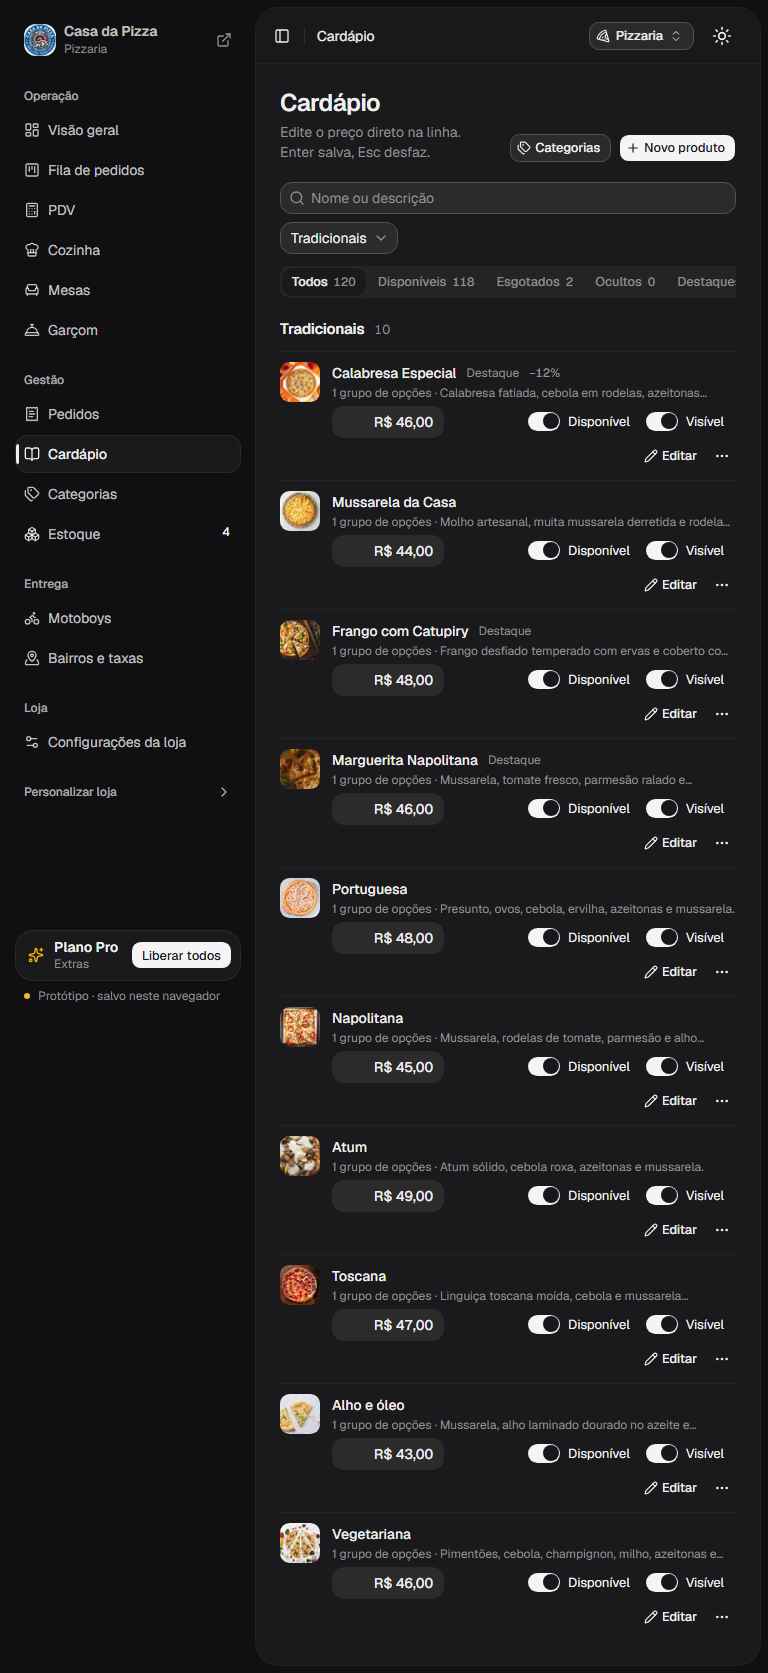 Casa da Pizza
Pizzaria
Operação
Visão geral
Fila de pedidos
PDV
Cozinha
Mesas
Garçom
Gestão
Pedidos
Cardápio
Categorias
Estoque 4
Entrega
Motoboys
Bairros e taxas
Loja
Configurações da loja
Personalizar loja
Plano Pro
Extras
Liberar todos
Protótipo · salvo neste navegador
Cardápio
Pizzaria
Cardápio
Edite o preço direto na linha.
Enter salva, Esc desfaz.
Categorias
Novo produto
Nome ou descrição
Tradicionais
Todos 120 Disponíveis 118 Esgotados 2 Ocultos 0 Destaque
Tradicionais 10
Calabresa Especial Destaque −12%
1 grupo de opções · Calabresa fatiada, cebola em rodelas, azeitonas…
R$ 46,00 Disponível Visível
Editar
Mussarela da Casa
1 grupo de opções · Molho artesanal, muita mussarela derretida e rodela…
R$ 44,00 Disponível Visível
Editar
Frango com Catupiry Destaque
1 grupo de opções · Frango desfiado temperado com ervas e coberto co…
R$ 48,00 Disponível Visível
Editar
Marguerita Napolitana Destaque
1 grupo de opções · Mussarela, tomate fresco, parmesão ralado e…
R$ 46,00 Disponível Visível
Editar
Portuguesa
1 grupo de opções · Presunto, ovos, cebola, ervilha, azeitonas e mussarela.
R$ 48,00 Disponível Visível
Editar
Napolitana
1 grupo de opções · Mussarela, rodelas de tomate, parmesão e alho…
R$ 45,00 Disponível Visível
Editar
Atum
1 grupo de opções · Atum sólido, cebola roxa, azeitonas e mussarela.
R$ 49,00 Disponível Visível
Editar
Toscana
1 grupo de opções · Linguiça toscana moída, cebola e mussarela…
R$ 47,00 Disponível Visível
Editar
Alho e óleo
1 grupo de opções · Mussarela, alho laminado dourado no azeite e…
R$ 43,00 Disponível Visível
Editar
Vegetariana
1 grupo de opções · Pimentões, cebola, champignon, milho, azeitonas e…
R$ 46,00 Disponível Visível
Editar